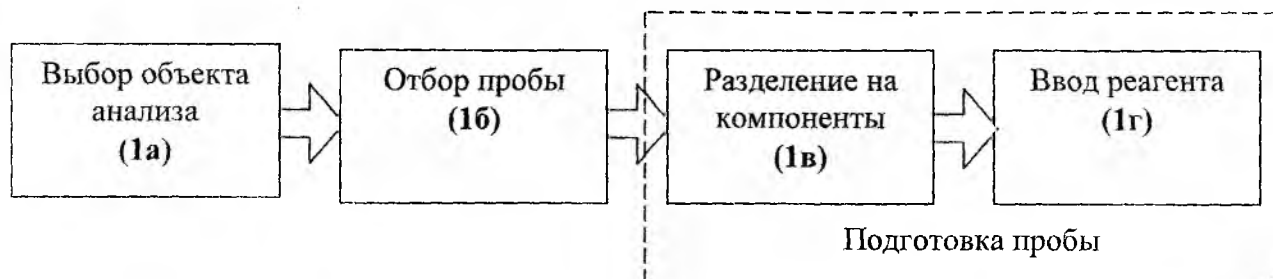 Выбор объекта
анализа
(1а)
Отбор пробы
(1б)
Разделение на
компоненты
(1в)
Ввод реагента
(1г)
Подготовка пробы